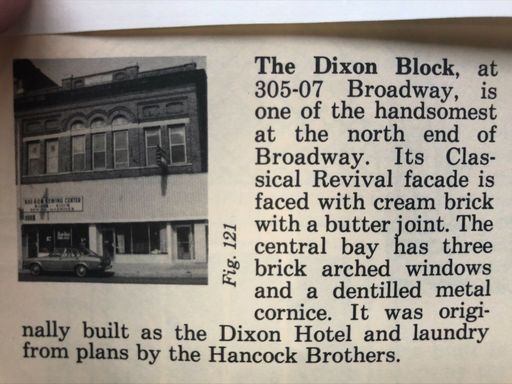 The Dixon Block, at
305-07 Broadway, is
one of the handsomest
at the north end of
Broadway. Its Clas-
sical Revival facade is
faced with cream brick
with a butter joint. The
central bay has three
brick arched windows
and a dentilled metal
cornice. It was origi-
nally built as the Dixon Hotel and laundry
from plans by the Hancock Brothers.
Fig. 121
SEWING CENTER